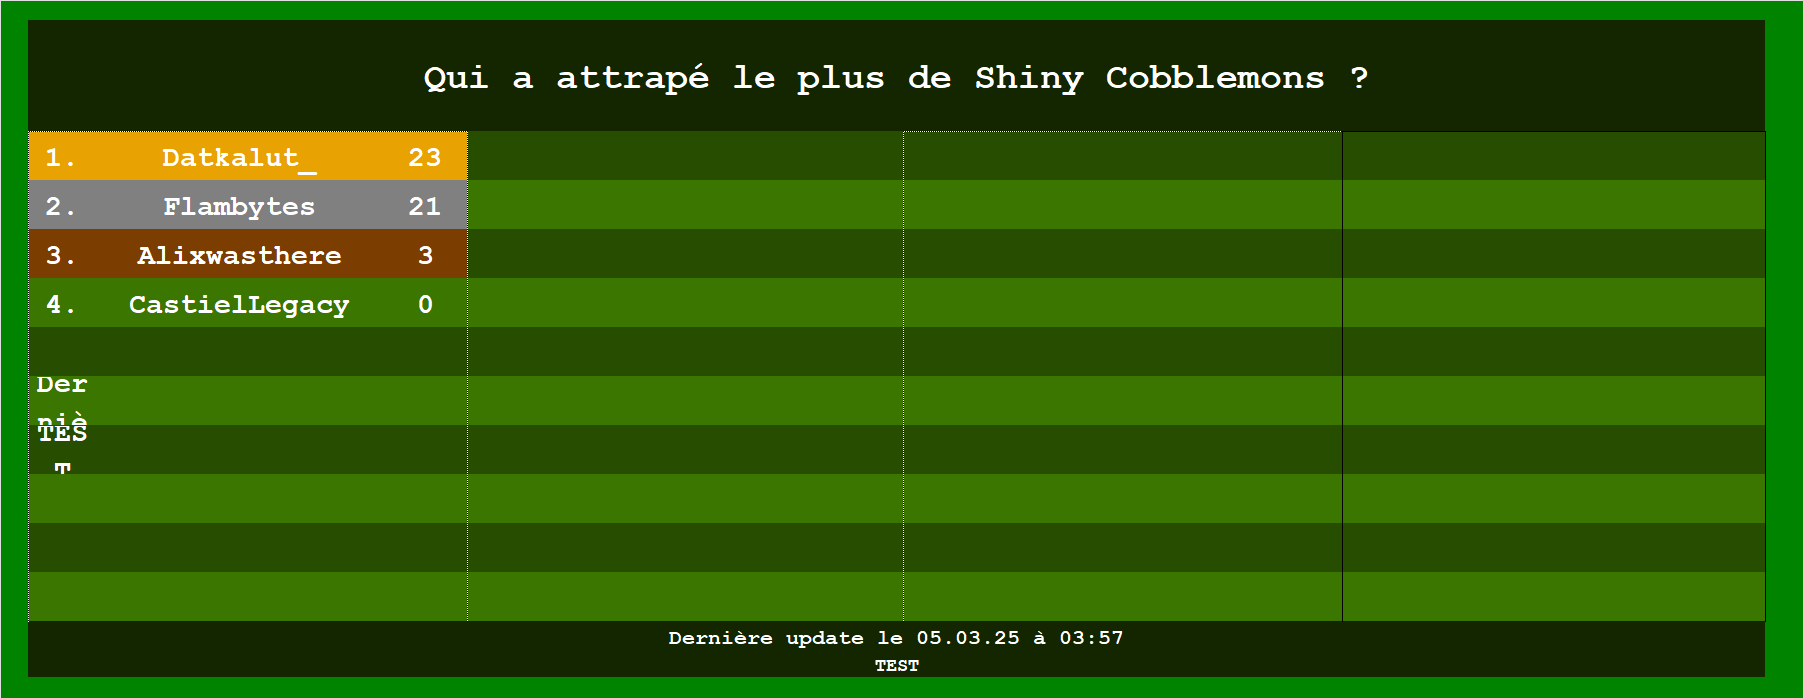 Qui a attrapé le plus de Shiny Cobblemons ?
1. Datkalut_ 23
2. Flambytes 21
3. Alixwasthere 3
4. CastielLegacy 0
Der
niè
TES
T
Dernière update le 05.03.25 à 03:57
TEST